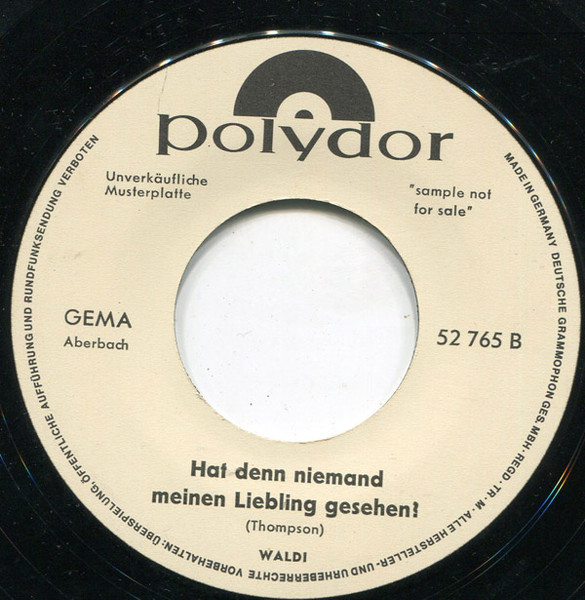 polydor
Unverkäufliche
Musterplatte
"sample not
for sale"
GEMA
Aberbach
52 765 B
Hat denn niemand
meinen Liebling gesehen?
(Thompson)
WALDI
MADE IN GERMANY DEUTSCHE GRAMMOPHON GES. MBH · REGD · TR · M · ALLE HERSTELLER- UND URHEBERRECHTE VORBEHALTEN · ÜBERSPIELUNG, ÖFFENTLICHE AUFFÜHRUNG UND RUNDFUNKSENDUNG VERBOTEN